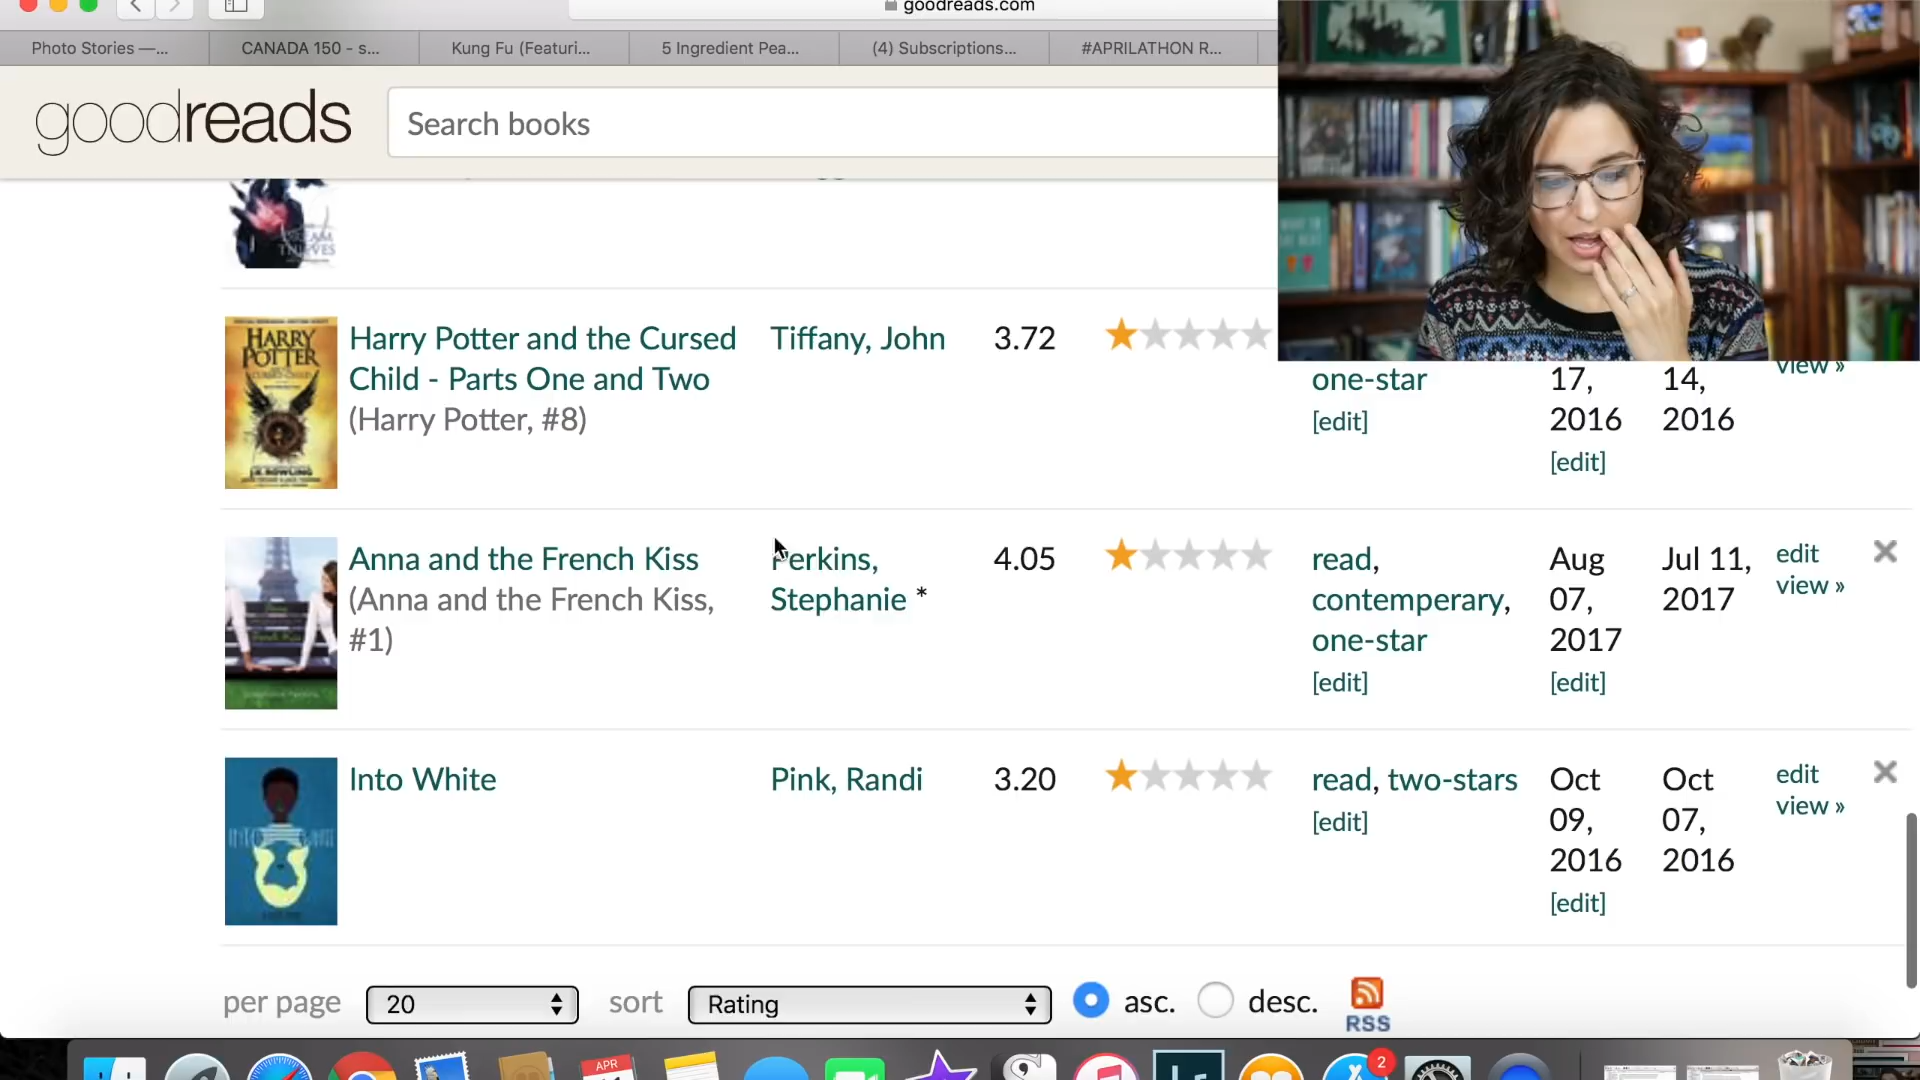 goodreads.com
Photo Stories —... CANADA 150 - s... Kung Fu (Featuri... 5 Ingredient Pea... (4) Subscriptions... #APRILATHON R...
goodreads Search books
THIEVES
Harry Potter and the Cursed Tiffany, John 3.72
Child - Parts One and Two one-star 17, 14, view »
(Harry Potter, #8) [edit] 2016 2016
[edit]
HARRY
POTTER
Anna and the French Kiss Perkins, 4.05 read, Aug Jul 11, edit
(Anna and the French Kiss, Stephanie * contemperary, 07, 2017 view »
#1) one-star 2017
[edit] [edit]
Into White Pink, Randi 3.20 read, two-stars Oct Oct edit
[edit] 09, 07, view »
2016 2016
[edit]
per page 20 sort Rating asc. desc. RSS
APR 2